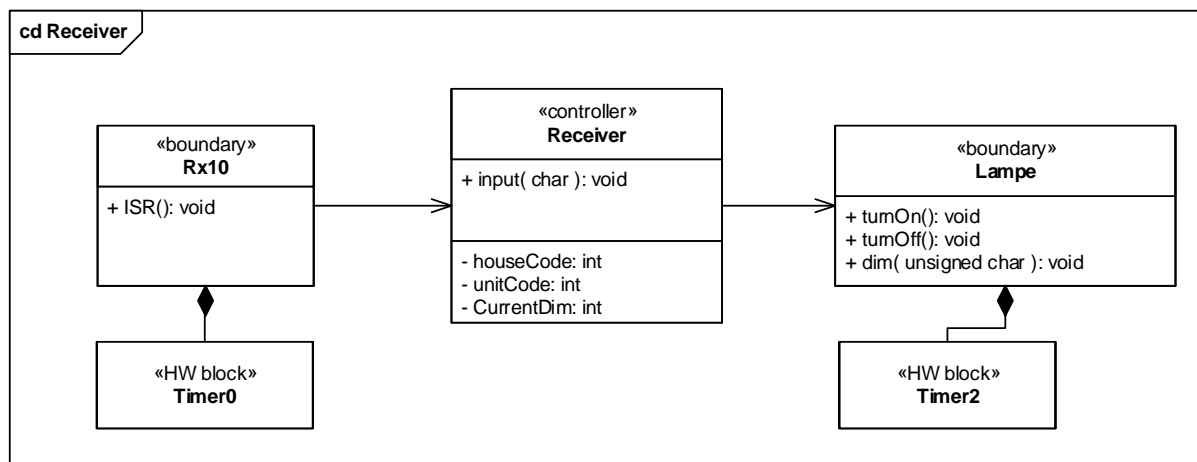 cd Receiver
«boundary»
Rx10
+ ISR(): void
«controller»
Receiver
+ input( char ): void
- houseCode: int
- unitCode: int
- CurrentDim: int
«boundary»
Lampe
+ turnOn(): void
+ turnOff(): void
+ dim( unsigned char ): void
«HW block»
Timer0
«HW block»
Timer2